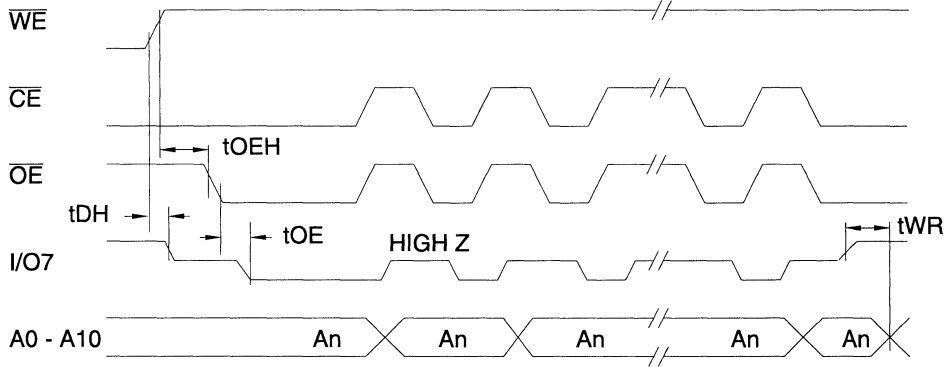 WE
CE
tOEH
OE
tDH
tOE
tWR
HIGH Z
I/O7
A0 - A10 An An An An An